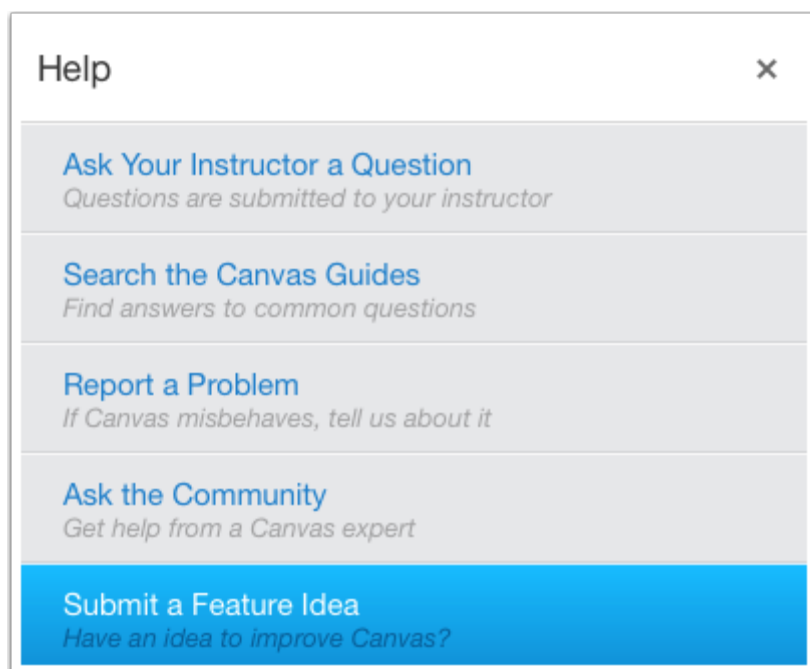 Help
Ask Your Instructor a Question
Questions are submitted to your instructor
Search the Canvas Guides
Find answers to common questions
Report a Problem
If Canvas misbehaves, tell us about it
Ask the Community
Get help from a Canvas expert
Submit a Feature Idea
Have an idea to improve Canvas?